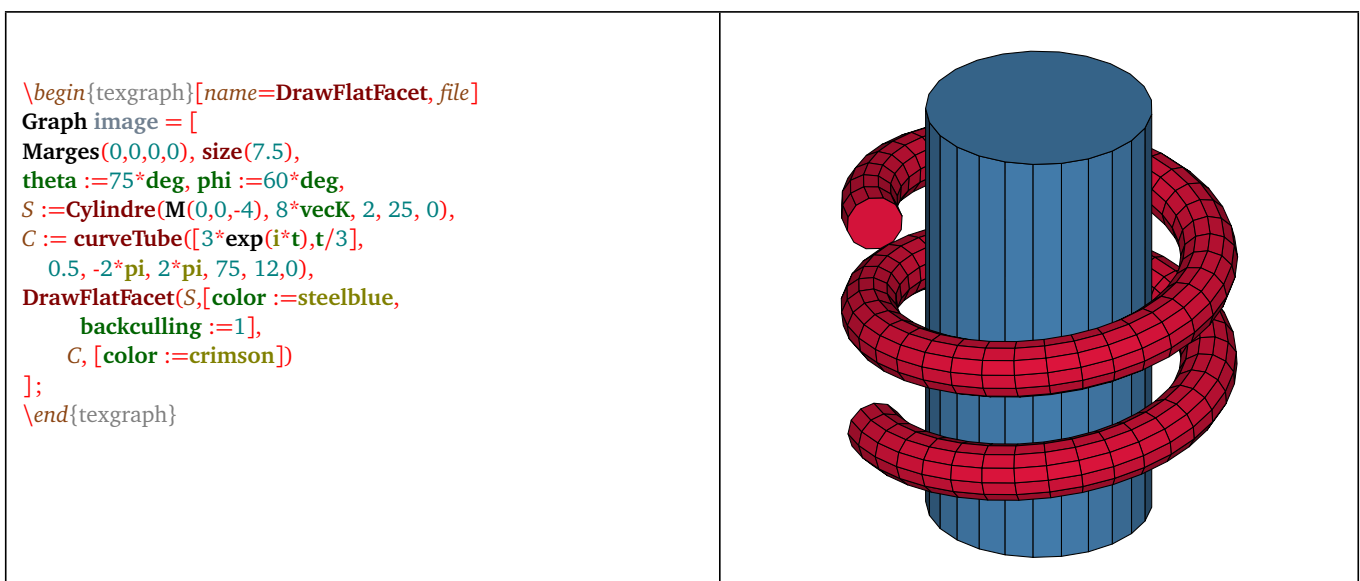 \begin{texgraph}[name=DrawFlatFacet, file]
Graph image = [
Marges(0,0,0,0), size(7.5),
theta :=75*deg, phi :=60*deg,
S :=Cylindre(M(0,0,-4), 8*vecK, 2, 25, 0),
C := curveTube([3*exp(i*t),t/3],
0.5, -2*pi, 2*pi, 75, 12,0),
DrawFlatFacet(S,[color :=steelblue,
backculling :=1],
C, [color :=crimson])
];
\end{texgraph}